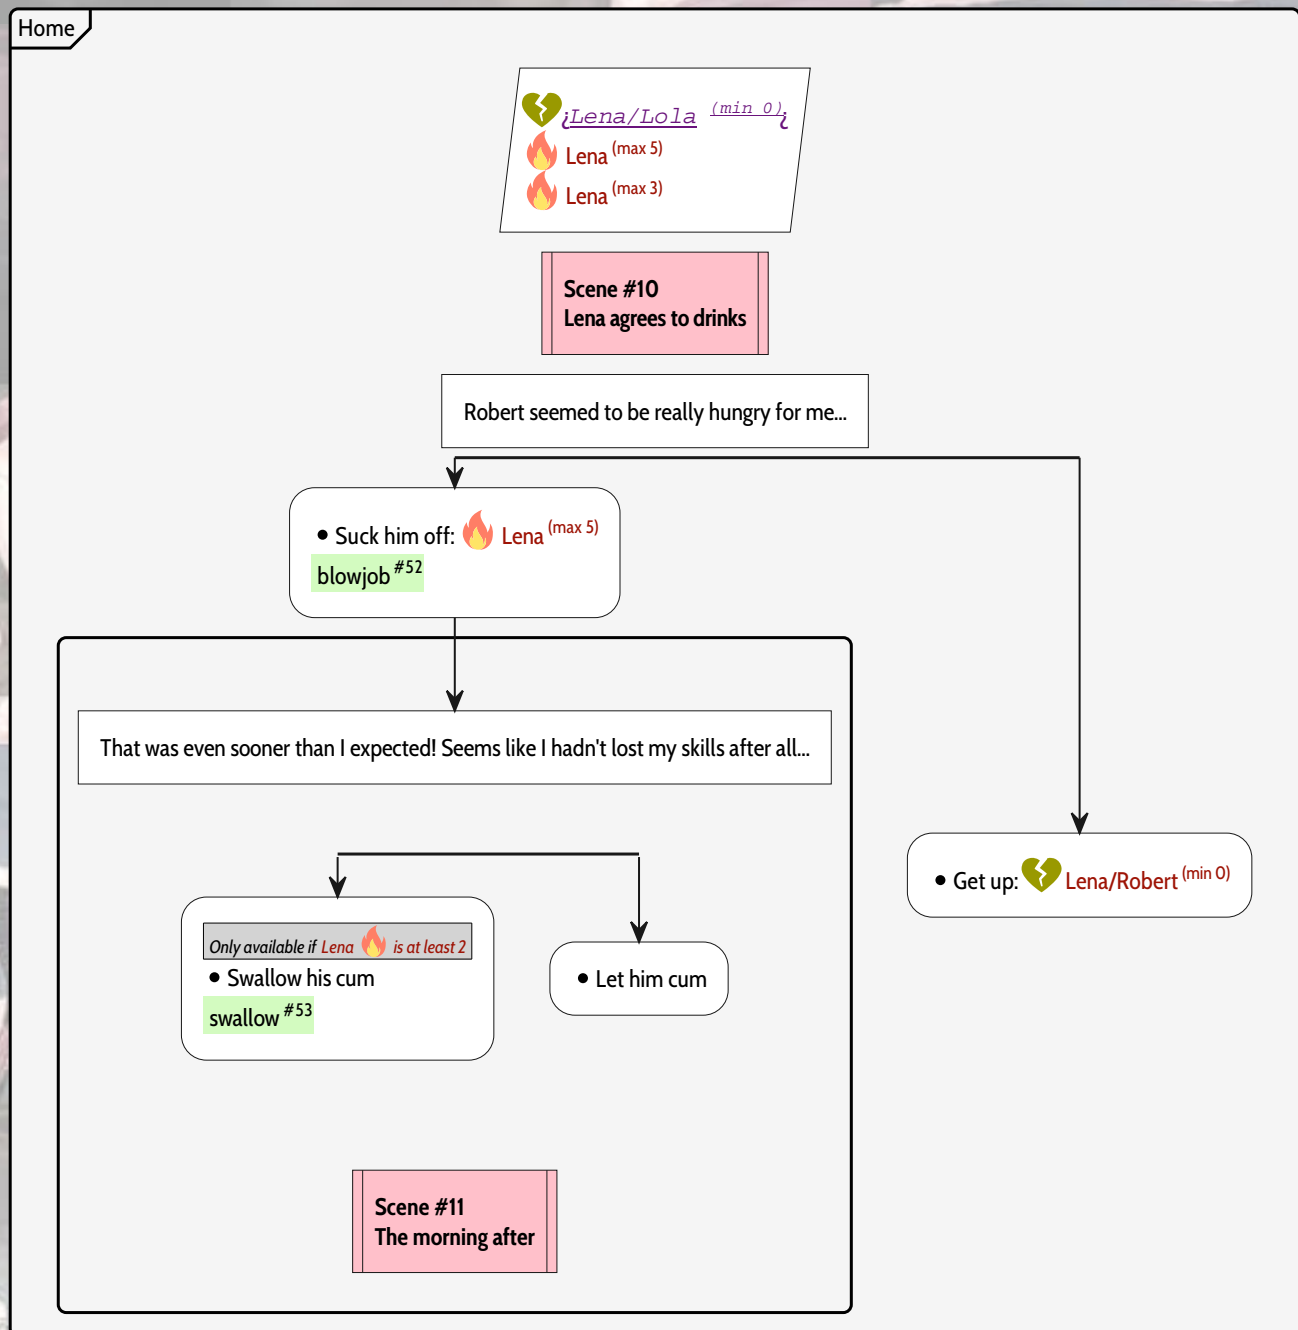 Home
¿Lena/Lola (min 0)¿
Lena (max 5)
Lena (max 3)
Scene #10
Lena agrees to drinks
Robert seemed to be really hungry for me...
• Suck him off: Lena (max 5)
blowjob #52
That was even sooner than I expected! Seems like I hadn't lost my skills after all...
• Get up: Lena/Robert (min 0)
Only available if Lena is at least 2
• Swallow his cum
swallow #53
• Let him cum
Scene #11
The morning after